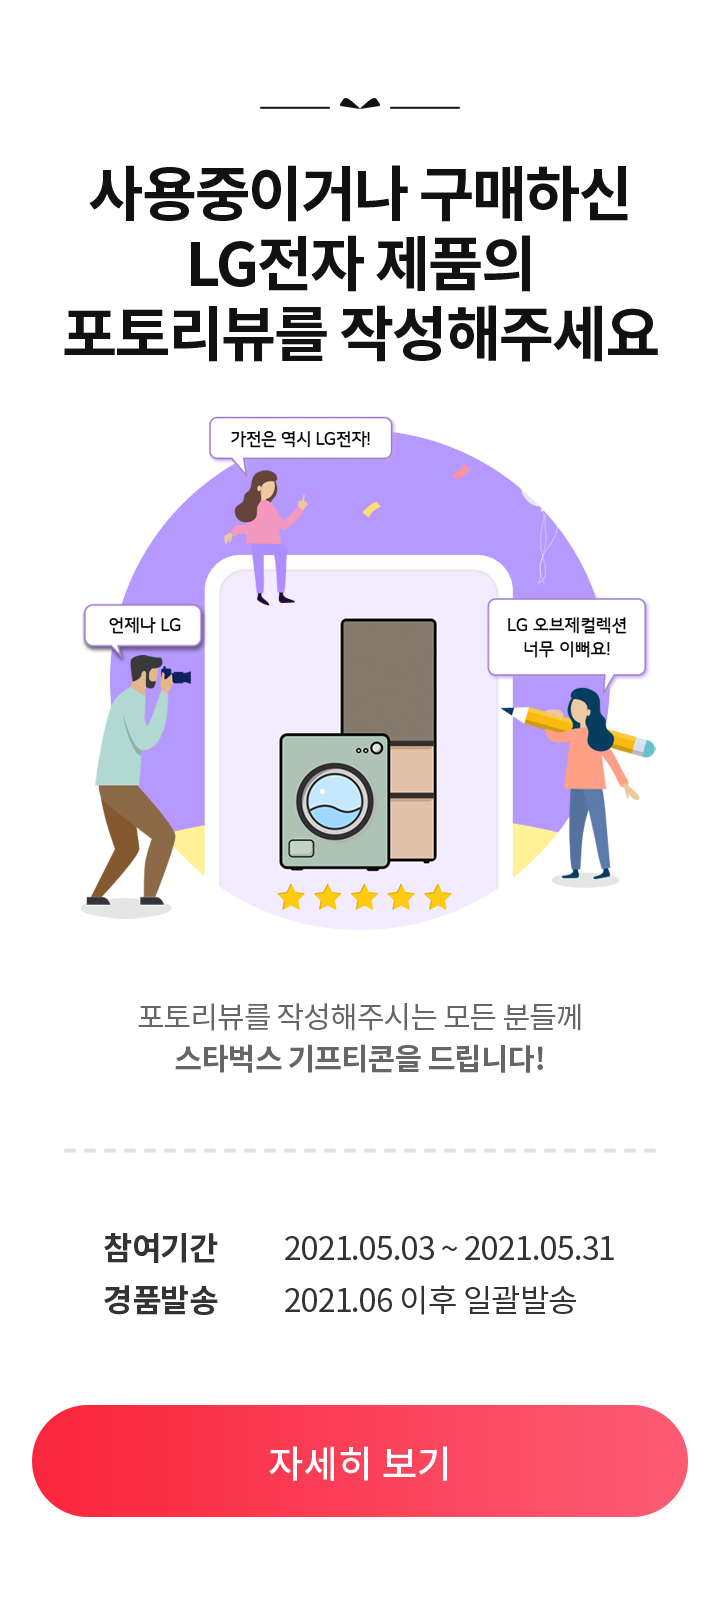 사용중이거나 구매하신
LG전자 제품의
포토리뷰를 작성해주세요
가전은 역시 LG전자!
언제나 LG
LG 오브제컬렉션
너무 이뻐요!
포토리뷰를 작성해주시는 모든 분들께
스타벅스 기프티콘을 드립니다!
참여기간 2021.05.03 ~ 2021.05.31
경품발송 2021.06 이후 일괄발송
자세히 보기